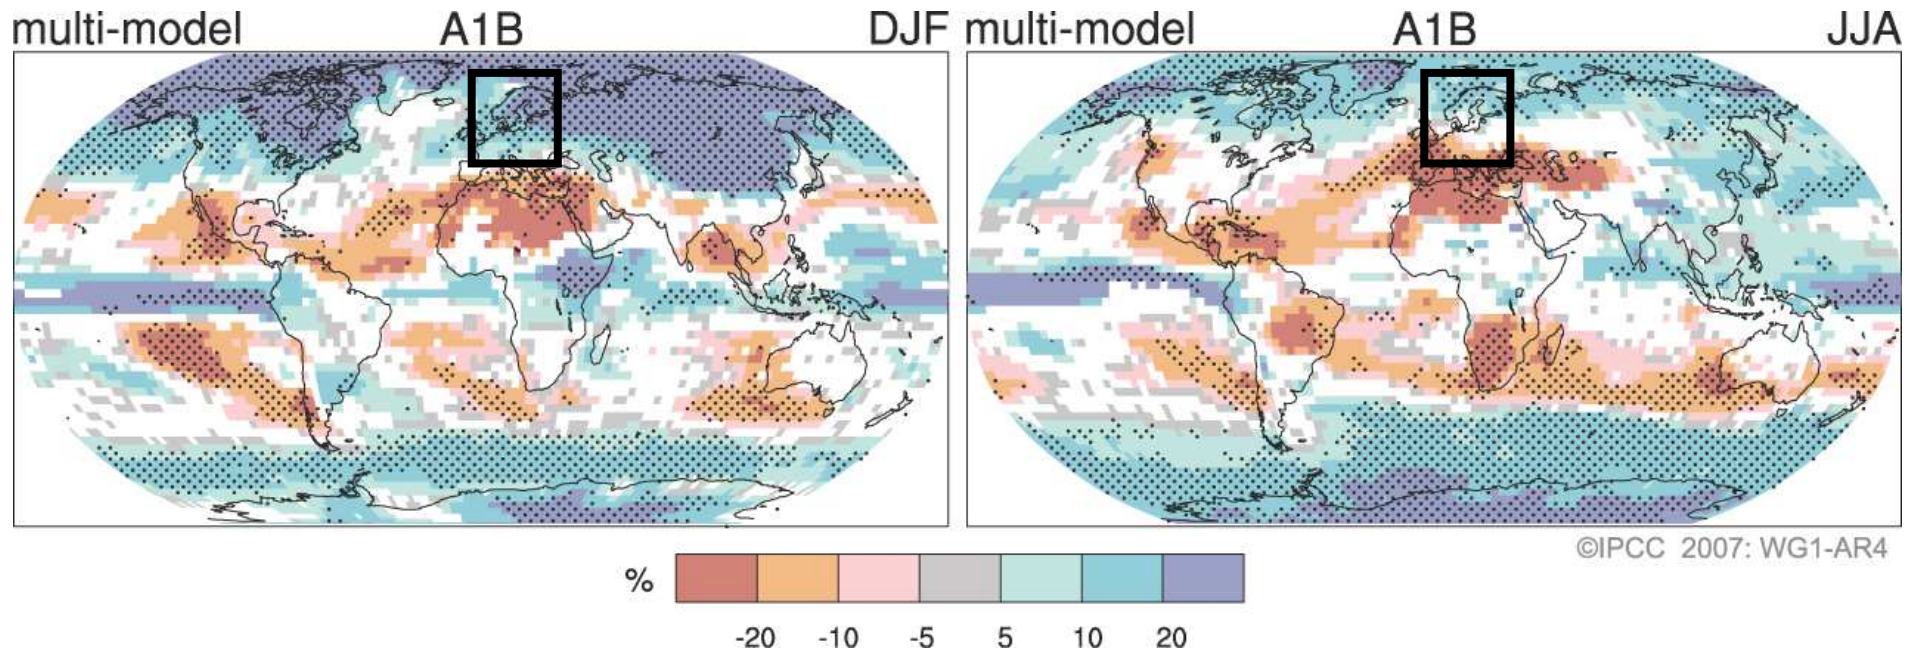 multi-model A1B DJF
multi-model A1B JJA
©IPCC 2007: WG1-AR4
%
-20 -10 -5 5 10 20